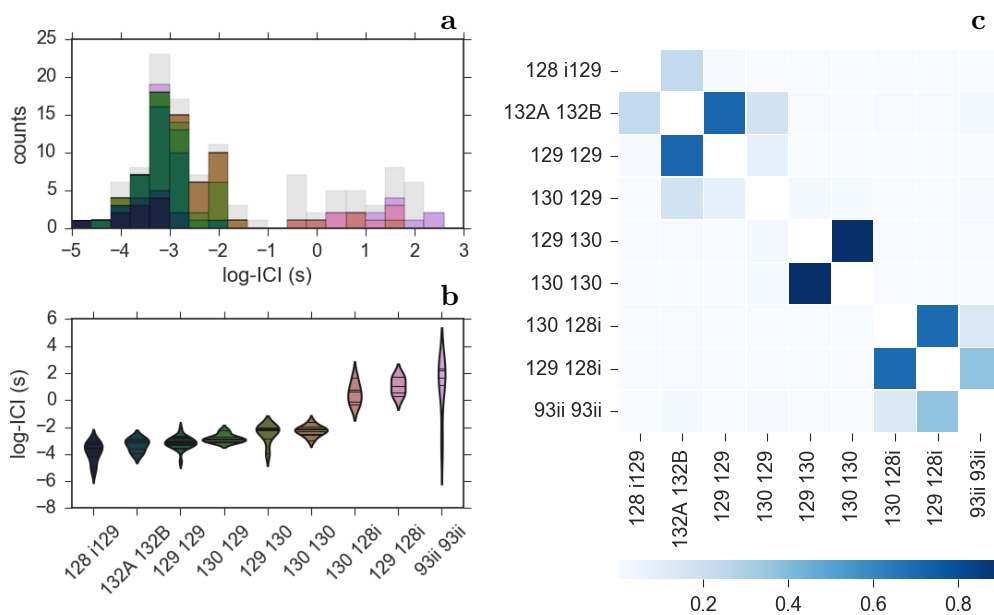 a
25
20
15
10
5
0
counts
−5 −4 −3 −2 −1 0 1 2 3
log-ICI (s)
b
6
4
2
0
−2
−4
−6
−8
log-ICI (s)
128 i129
132A 132B
129 129
130 129
129 130
130 130
130 128i
129 128i
93ii 93ii
c
128 i129
132A 132B
129 129
130 129
129 130
130 130
130 128i
129 128i
93ii 93ii
128 i129
132A 132B
129 129
130 129
129 130
130 130
130 128i
129 128i
93ii 93ii
0.2 0.4 0.6 0.8